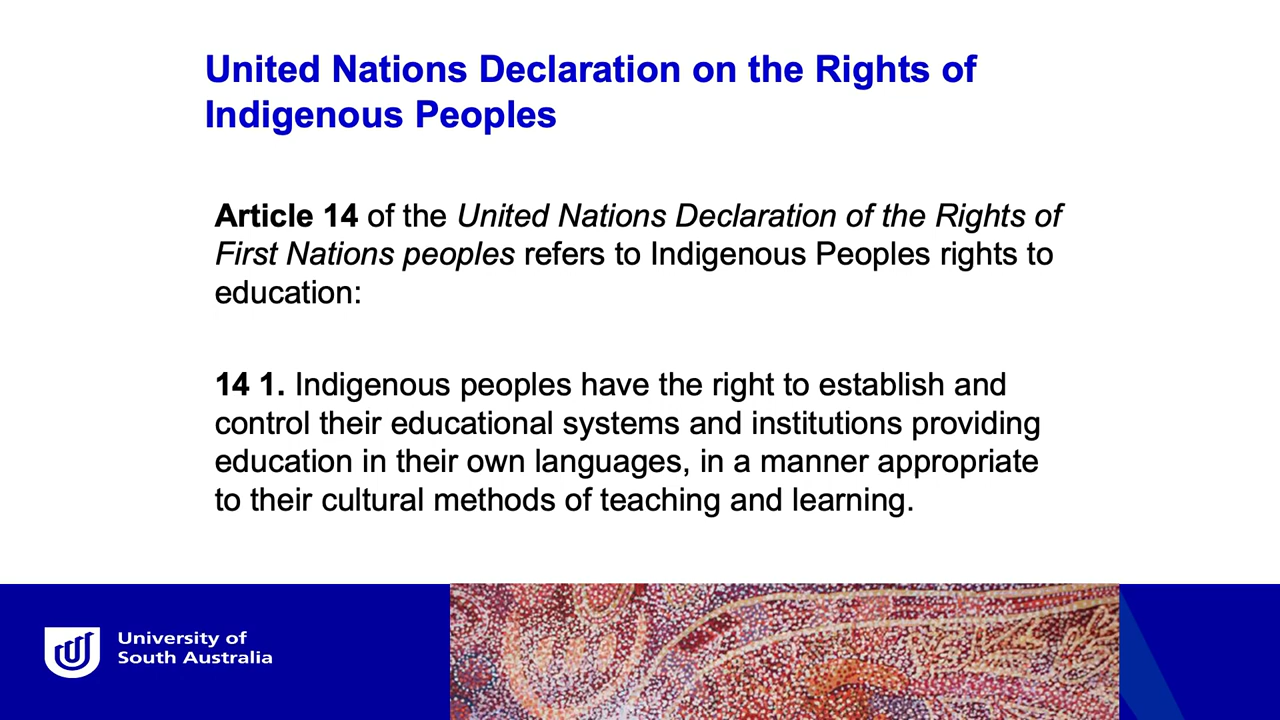 United Nations Declaration on the Rights of
Indigenous Peoples
Article 14 of the United Nations Declaration of the Rights of
First Nations peoples refers to Indigenous Peoples rights to
education:
14 1. Indigenous peoples have the right to establish and
control their educational systems and institutions providing
education in their own languages, in a manner appropriate
to their cultural methods of teaching and learning.
University of
South Australia